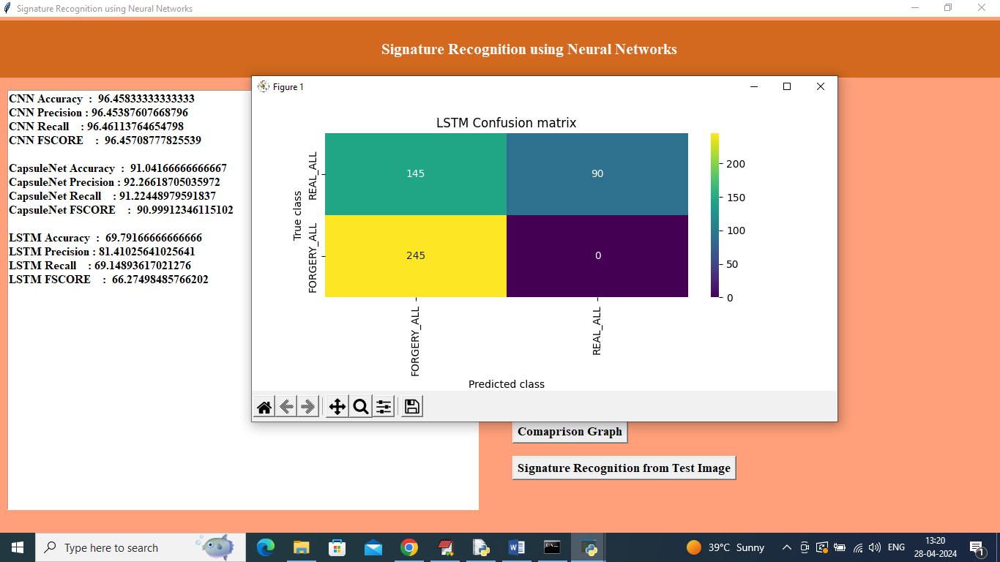 Signature Recognition using Neural Networks
Signature Recognition using Neural Networks
CNN Accuracy : 96.45833333333333
CNN Precision : 96.45387607668796
CNN Recall : 96.46113764654798
CNN FSCORE : 96.45708777825539
CapsuleNet Accuracy : 91.04166666666667
CapsuleNet Precision : 92.26618705035972
CapsuleNet Recall : 91.22448979591837
CapsuleNet FSCORE : 90.99912346115102
LSTM Accuracy : 69.79166666666666
LSTM Precision : 81.41025641025641
LSTM Recall : 69.14893617021276
LSTM FSCORE : 66.27498485766202
Figure 1
LSTM Confusion matrix
True class
REAL_ALL
FORGERY_ALL
145 90
245 0
200
150
100
50
0
FORGERY_ALL REAL_ALL
Predicted class
Comaprison Graph
Signature Recognition from Test Image
Type here to search
39°C Sunny
ENG
13:20
28-04-2024
1